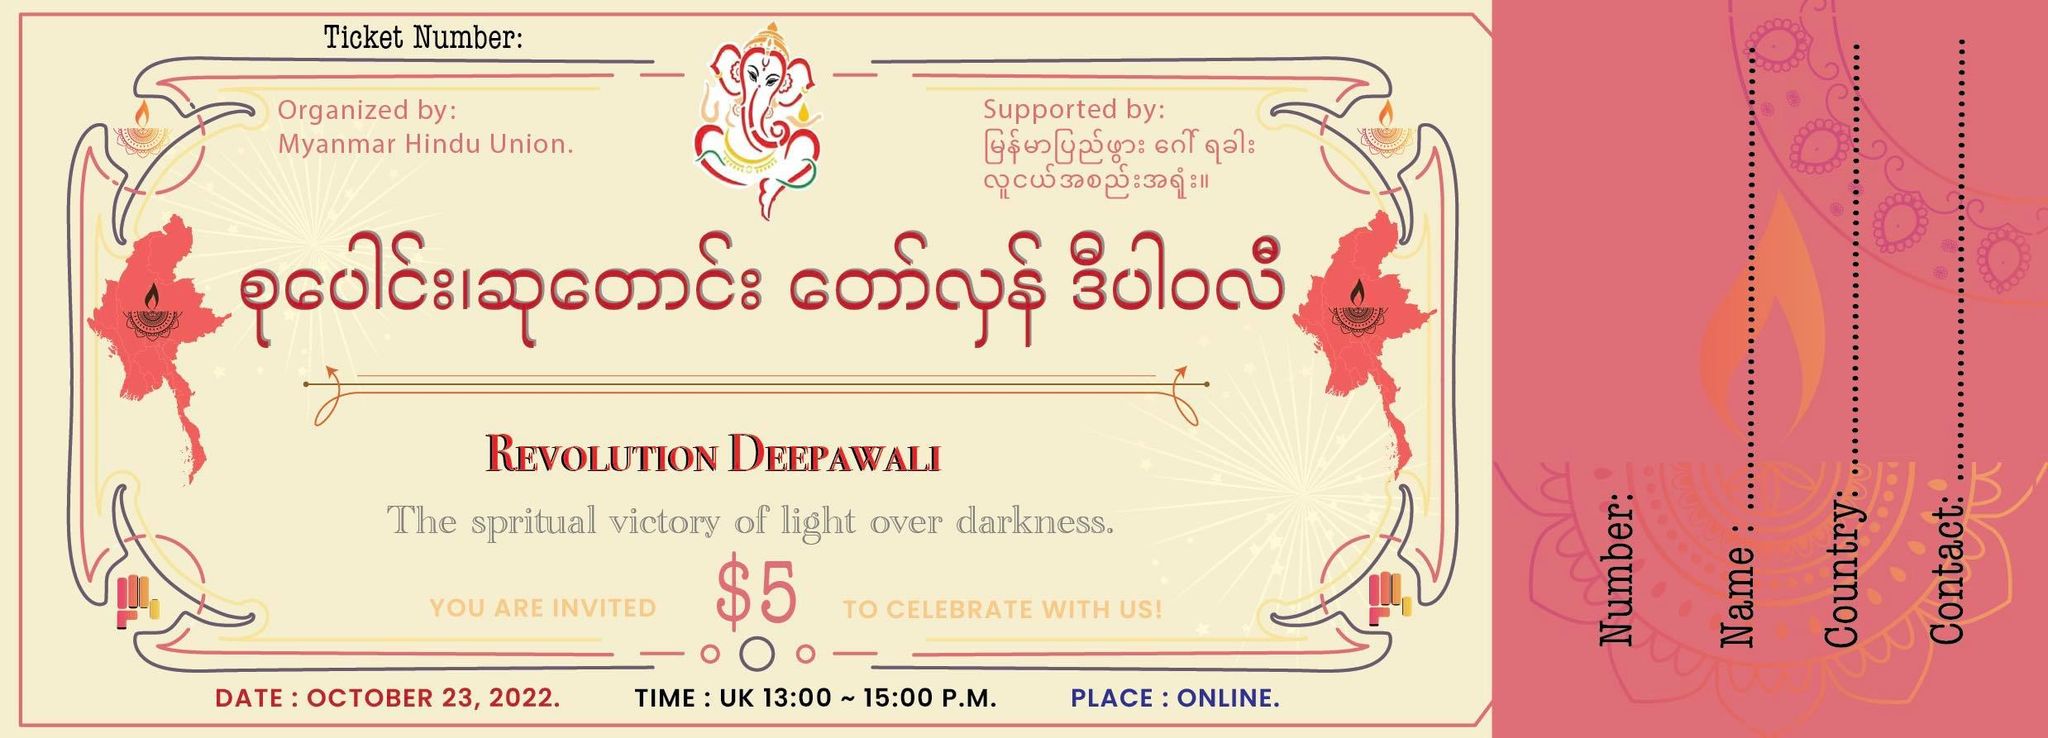 Ticket Number:
Organized by:
Myanmar Hindu Union.
Supported by:
မြန်မာပြည်ဖွား ဂေါ် ရခါး
လူငယ်အစည်းအရုံး။
စုပေါင်း၊ဆုတောင်း တော်လှန် ဒီပါဝလီ
Revolution Deepawali
The spritual victory of light over darkness.
YOU ARE INVITED $5 TO CELEBRATE WITH US!
DATE : OCTOBER 23, 2022. TIME : UK 13:00 ~ 15:00 P.M. PLACE : ONLINE.
Number:
Name : ........................
Country: ........................
Contact: ........................